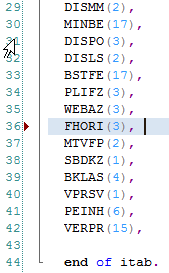 29 DISMM(2),
30 MINBE(17),
31 DISPO(3),
32 DISLS(2),
33 BSTFE(17),
34 PLIFZ(3),
35 WEBAZ(3),
36 FHORI(3),
37 MTVFP(2),
38 SBDKZ(1),
39 BKLAS(4),
40 VPRSV(1),
41 PEINH(6),
42 VERPR(15),
43
44 end of itab.